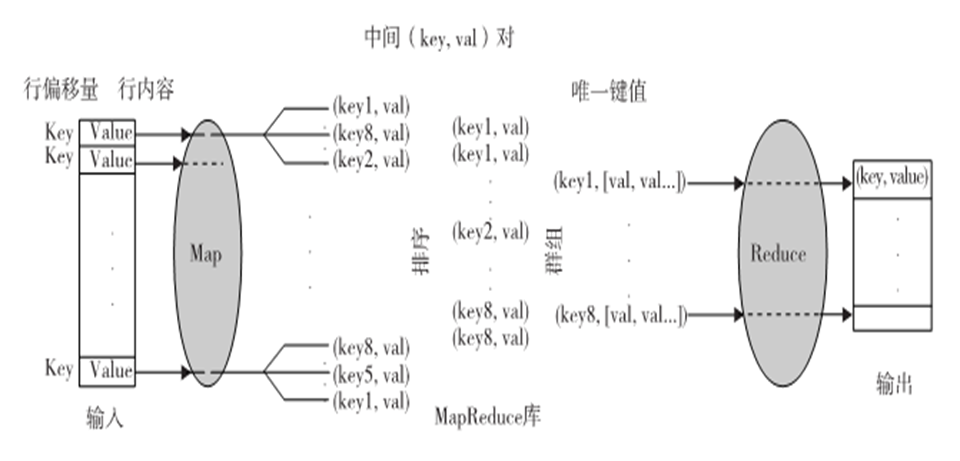 中间（key, val）对
行偏移量 行内容
唯一键值
Key Value
Key Value
Key Value
输入
Map
(key1, val)
(key8, val)
(key2, val)
(key8, val)
(key5, val)
(key1, val)
排序
(key1, val)
(key1, val)
(key2, val)
(key8, val)
(key8, val)
MapReduce库
群组
(key1, [val, val...])
(key8, [val, val...])
Reduce
(key, value)
输出